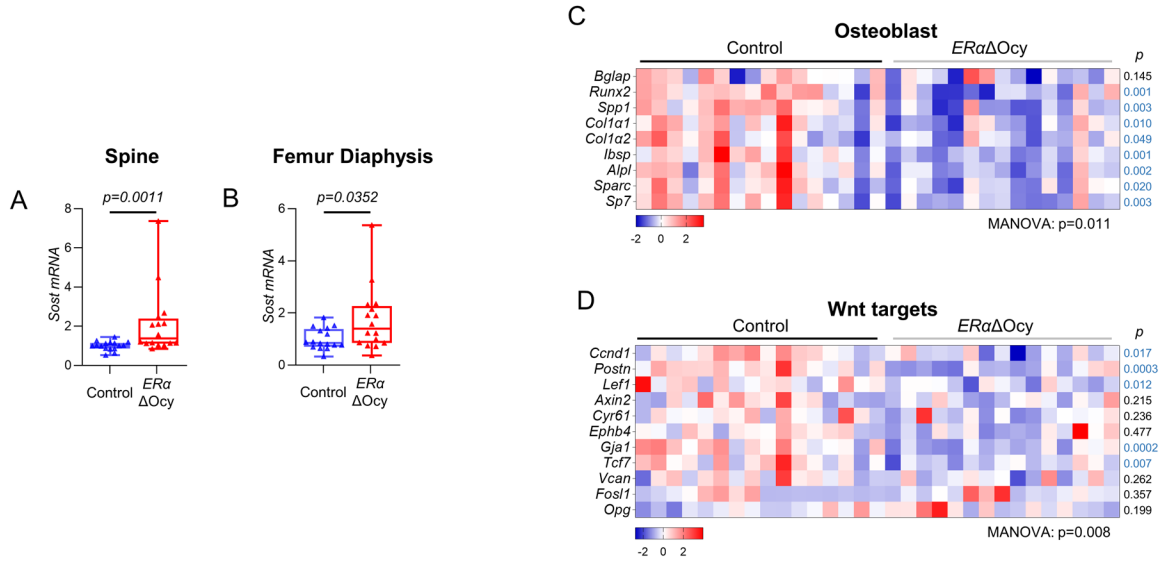 Spine
A
p=0.0011
Sost mRNA
8
6
4
2
0
Control
ERα
ΔOcy
Femur Diaphysis
B
p=0.0352
Sost mRNA
6
4
2
0
Control
ERα
ΔOcy
C
Osteoblast
Control
ERαΔOcy
p
Bglap 0.145
Runx2 0.001
Spp1 0.003
Col1α1 0.010
Col1α2 0.049
Ibsp 0.001
Alpl 0.002
Sparc 0.020
Sp7 0.003
-2 0 2
MANOVA: p=0.011
D
Wnt targets
Control
ERαΔOcy
p
Ccnd1 0.017
Postn 0.0003
Lef1 0.012
Axin2 0.215
Cyr61 0.236
Ephb4 0.477
Gja1 0.0002
Tcf7 0.007
Vcan 0.262
Fosl1 0.357
Opg 0.199
-2 0 2
MANOVA: p=0.008